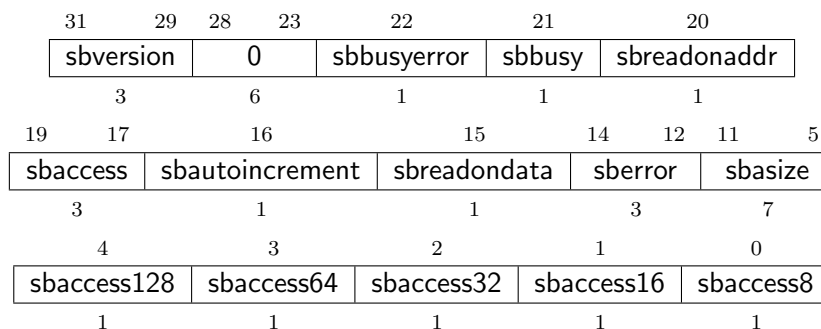 31 29 28 23 22 21 20
sbversion 0 sbbusyerror sbbusy sbreadonaddr
3 6 1 1 1
19 17 16 15 14 12 11 5
sbaccess sbautoincrement sbreadondata sberror sbasize
3 1 1 3 7
4 3 2 1 0
sbaccess128 sbaccess64 sbaccess32 sbaccess16 sbaccess8
1 1 1 1 1